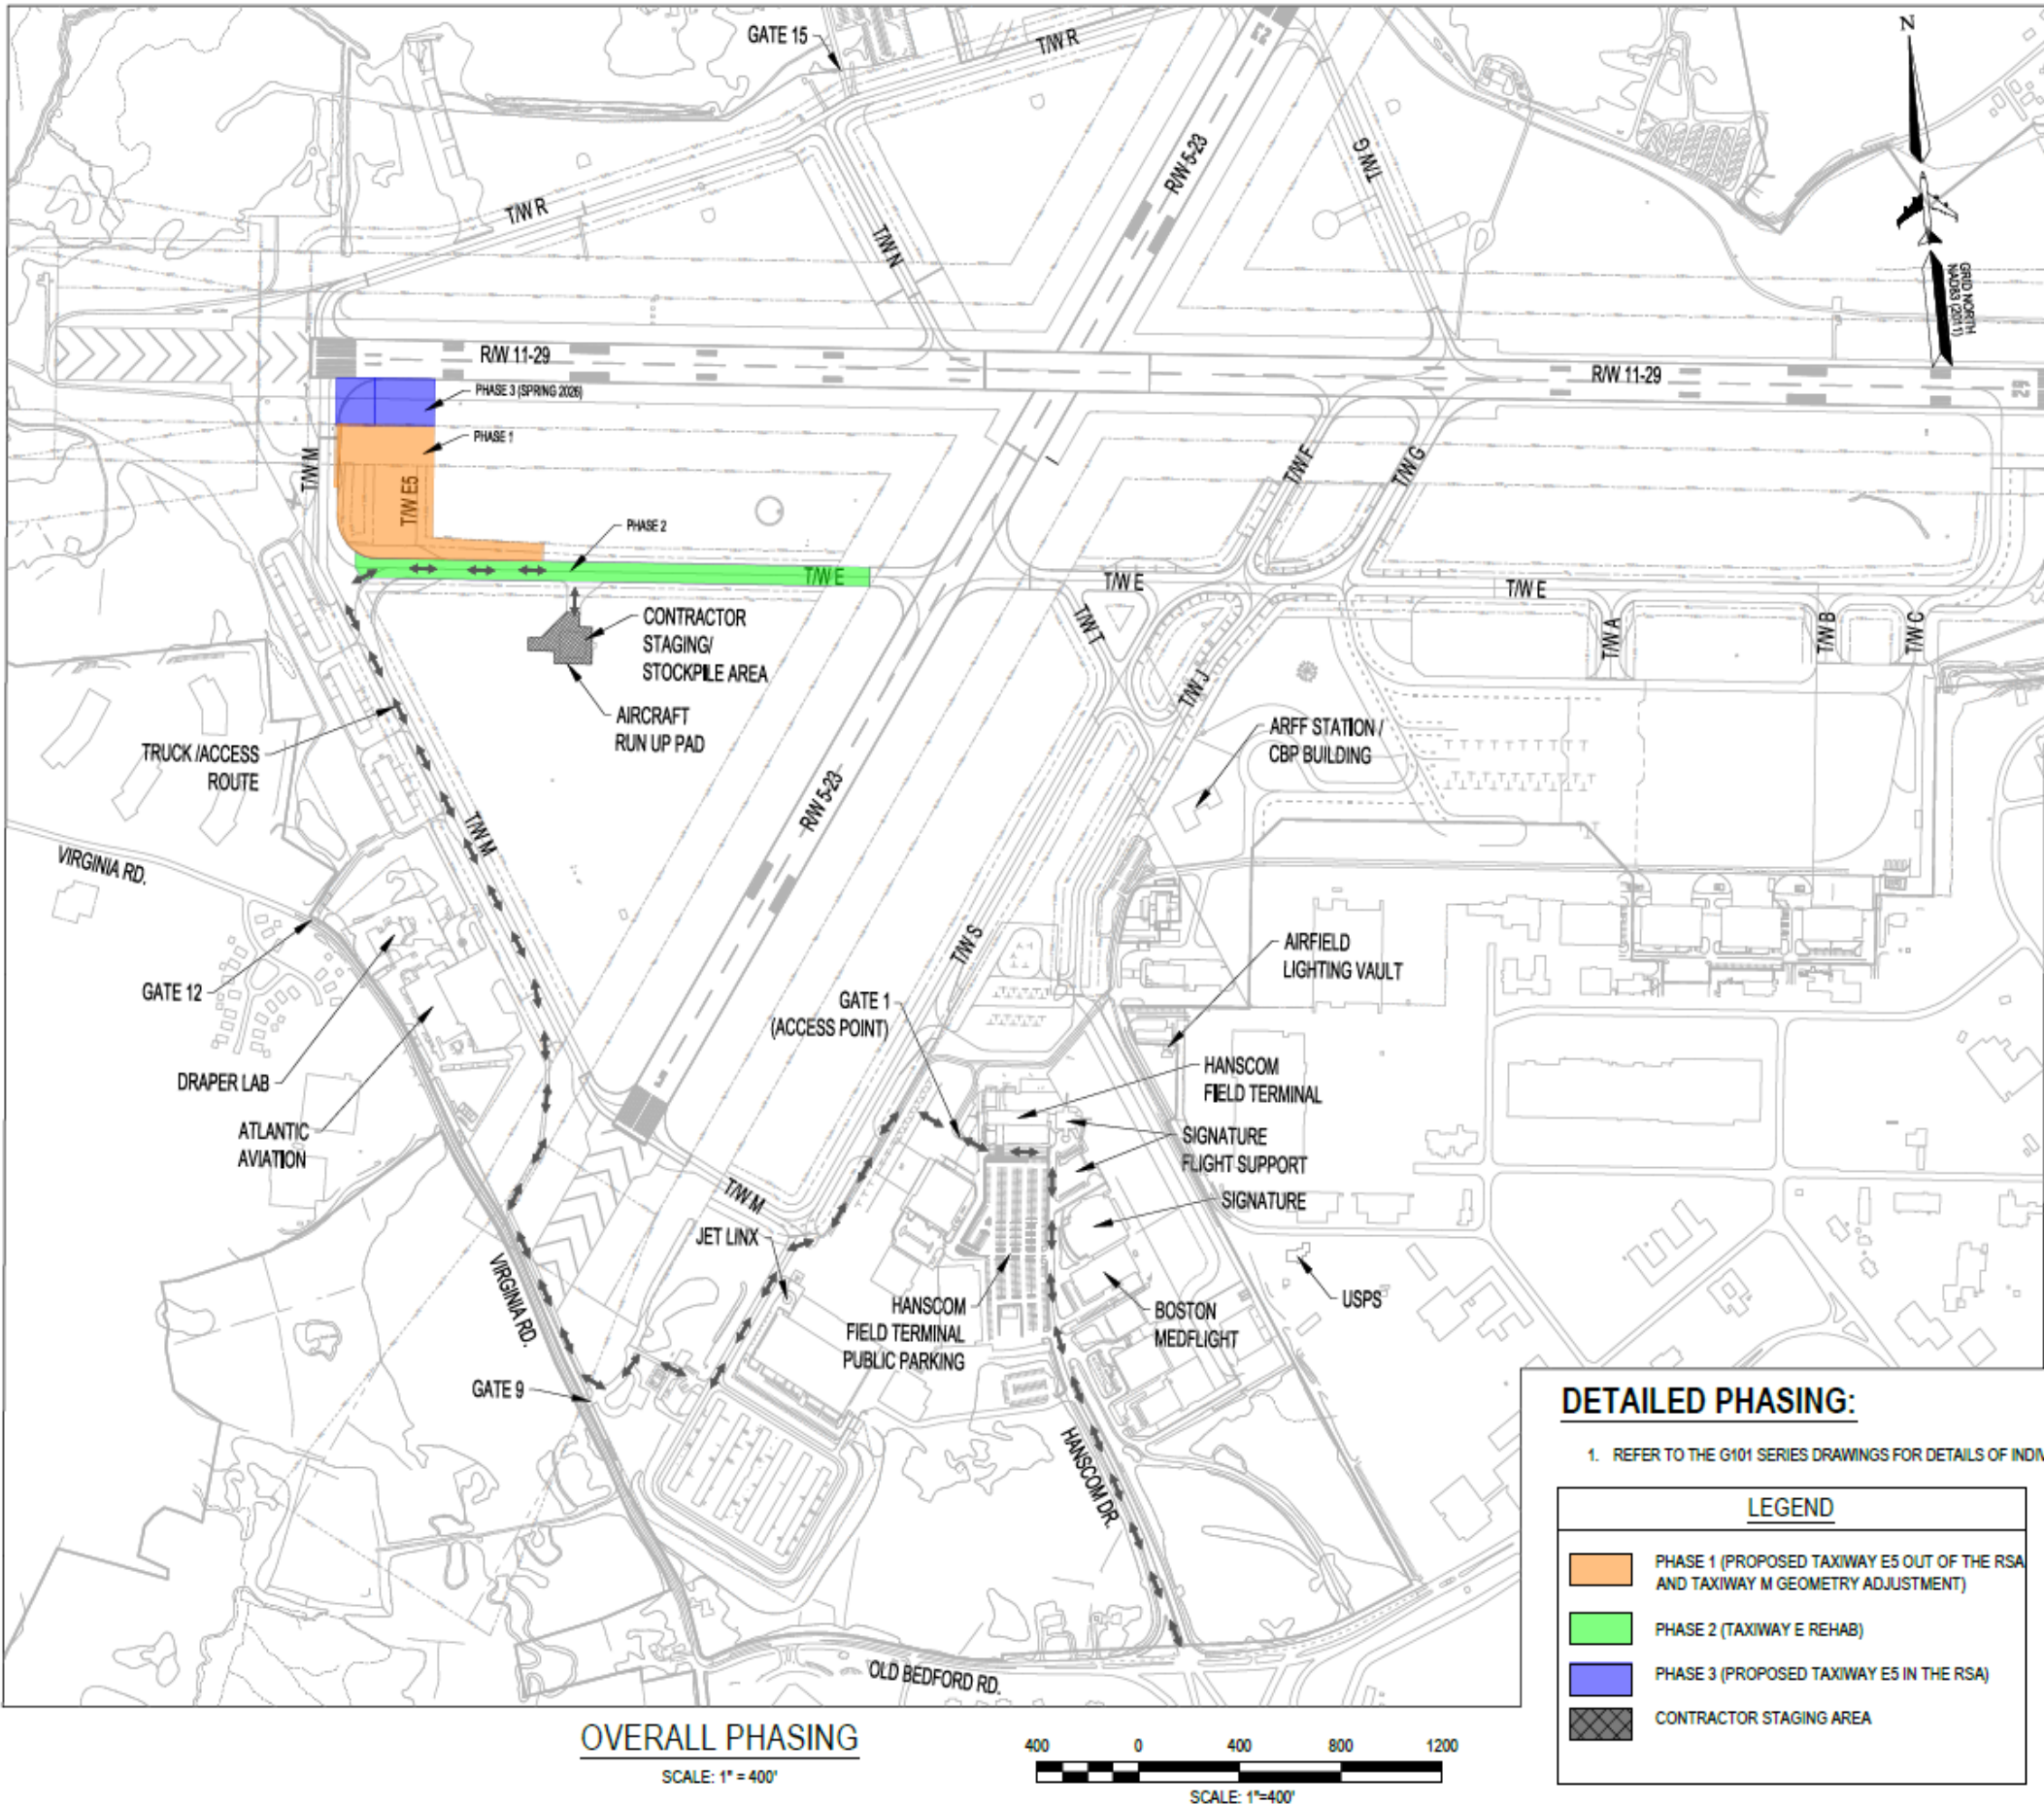 GATE 15
T/W R
23
N
R/W 5-23
T/W G
T/W R
T/W N
GRID NORTH
NAD83 (2011)
R/W 11-29
R/W 11-29
29
PHASE 3 (SPRING 2026)
PHASE 1
T/W M
T/W E5
T/W F
T/W G
PHASE 2
T/W E
T/W E
T/W E
CONTRACTOR
STAGING/
STOCKPILE AREA
T/W T
T/W A
T/W B
T/W C
T/W J
AIRCRAFT
RUN UP PAD
ARFF STATION /
CBP BUILDING
TRUCK /ACCESS
ROUTE
R/W 5-23
T/W M
VIRGINIA RD.
T/W S
AIRFIELD
LIGHTING VAULT
GATE 12
GATE 1
(ACCESS POINT)
DRAPER LAB
HANSCOM
FIELD TERMINAL
ATLANTIC
AVIATION
SIGNATURE
FLIGHT SUPPORT
T/W M
SIGNATURE
JET LINX
VIRGINIA RD.
HANSCOM
FIELD TERMINAL
PUBLIC PARKING
BOSTON
MEDFLIGHT
USPS
GATE 9
HANSCOM DR.
OLD BEDFORD RD.
DETAILED PHASING:
1. REFER TO THE G101 SERIES DRAWINGS FOR DETAILS OF INDIV
LEGEND
PHASE 1 (PROPOSED TAXIWAY E5 OUT OF THE RSA
AND TAXIWAY M GEOMETRY ADJUSTMENT)
PHASE 2 (TAXIWAY E REHAB)
PHASE 3 (PROPOSED TAXIWAY E5 IN THE RSA)
CONTRACTOR STAGING AREA
OVERALL PHASING
SCALE: 1" = 400'
400 0 400 800 1200
SCALE: 1"=400'